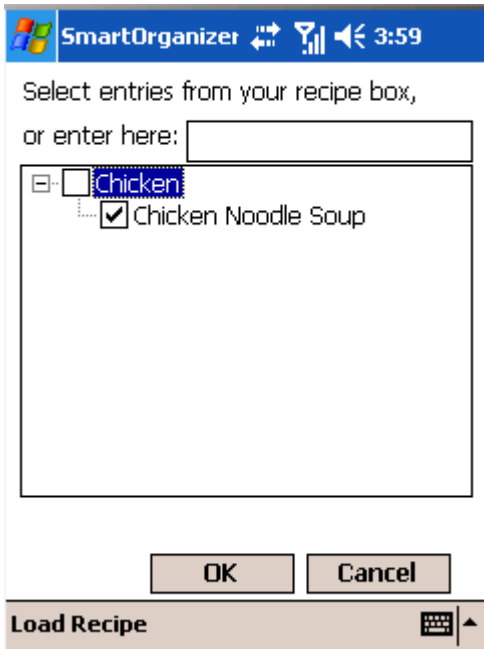 SmartOrganizer 3:59
Select entries from your recipe box,
or enter here:
Chicken
Chicken Noodle Soup
OK Cancel
Load Recipe